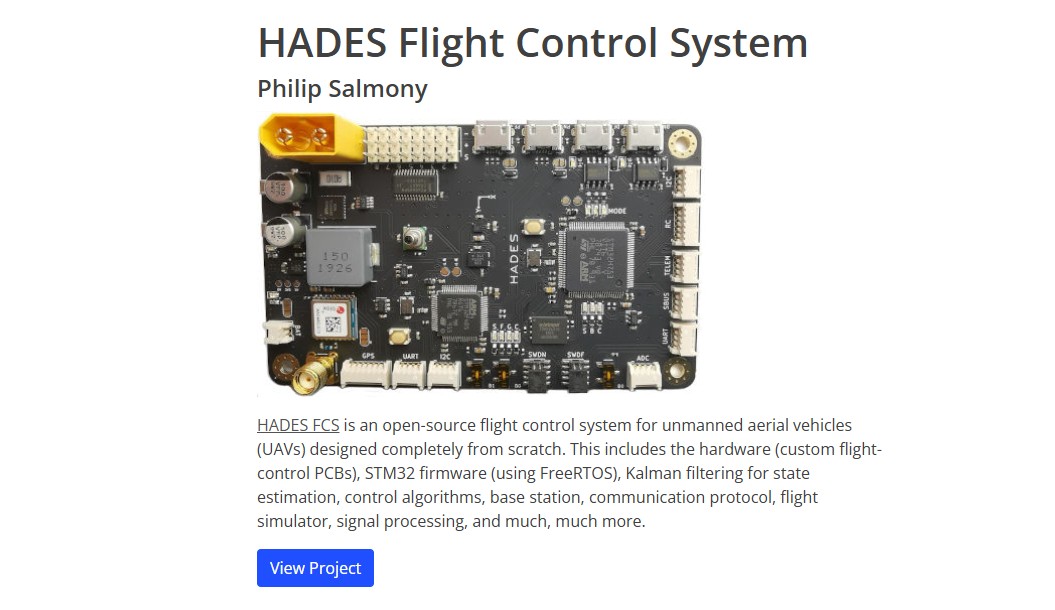 HADES Flight Control System
Philip Salmony
I2C
MODE
RC
HADES
TELEM
150
1926
SBUS
UART
BAT
GPS
UART
I2C
SWDN
SWDF
ADC
HADES FCS is an open-source flight control system for unmanned aerial vehicles
(UAVs) designed completely from scratch. This includes the hardware (custom flight-
control PCBs), STM32 firmware (using FreeRTOS), Kalman filtering for state
estimation, control algorithms, base station, communication protocol, flight
simulator, signal processing, and much, much more.
View Project